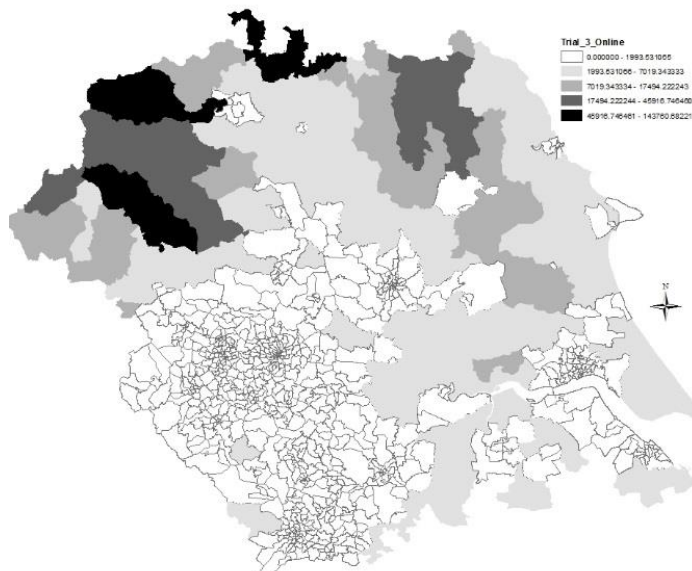 Trial_3_Online
0.000000 - 1993.531065
1993.531066 - 7019.343333
7019.343334 - 17494.222243
17494.222244 - 45916.746460
45916.746461 - 143760.68221
N